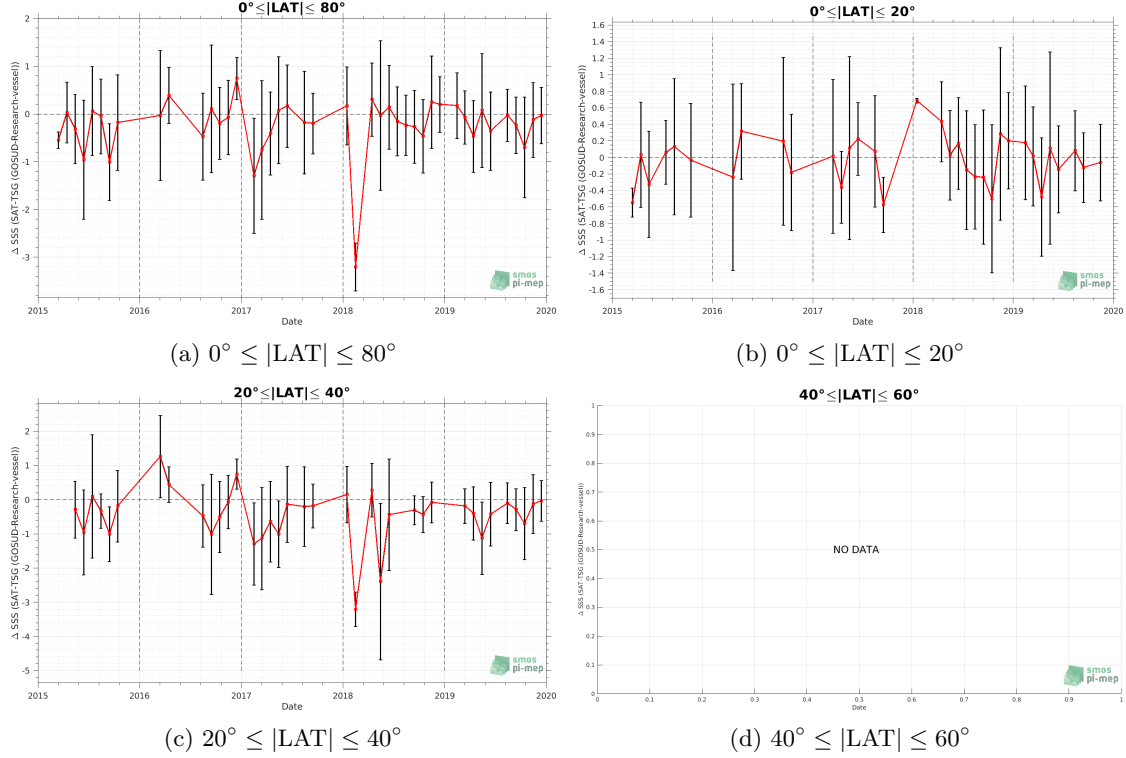 0°≤|LAT|≤ 80°
Δ SSS (SAT-TSG (GOSUD-Research-vessel))
2
1
0
-1
-2
-3
2015 2016 2017 2018 2019 2020
Date
smos
pi-mep
(a) 0° ≤ |LAT| ≤ 80°
0°≤|LAT|≤ 20°
Δ SSS (SAT-TSG (GOSUD-Research-vessel))
1.6
1.4
1.2
1
0.8
0.6
0.4
0.2
0
-0.2
-0.4
-0.6
-0.8
-1
-1.2
-1.4
-1.6
2015 2016 2017 2018 2019 2020
Date
smos
pi-mep
(b) 0° ≤ |LAT| ≤ 20°
20°≤|LAT|≤ 40°
Δ SSS (SAT-TSG (GOSUD-Research-vessel))
2
1
0
-1
-2
-3
-4
-5
2015 2016 2017 2018 2019 2020
Date
smos
pi-mep
(c) 20° ≤ |LAT| ≤ 40°
40°≤|LAT|≤ 60°
Δ SSS (SAT-TSG (GOSUD-Research-vessel))
1
0.9
0.8
0.7
0.6
0.5
0.4
0.3
0.2
0.1
0
NO DATA
0 0.1 0.2 0.3 0.4 0.5 0.6 0.7 0.8 0.9 1
Date
smos
pi-mep
(d) 40° ≤ |LAT| ≤ 60°